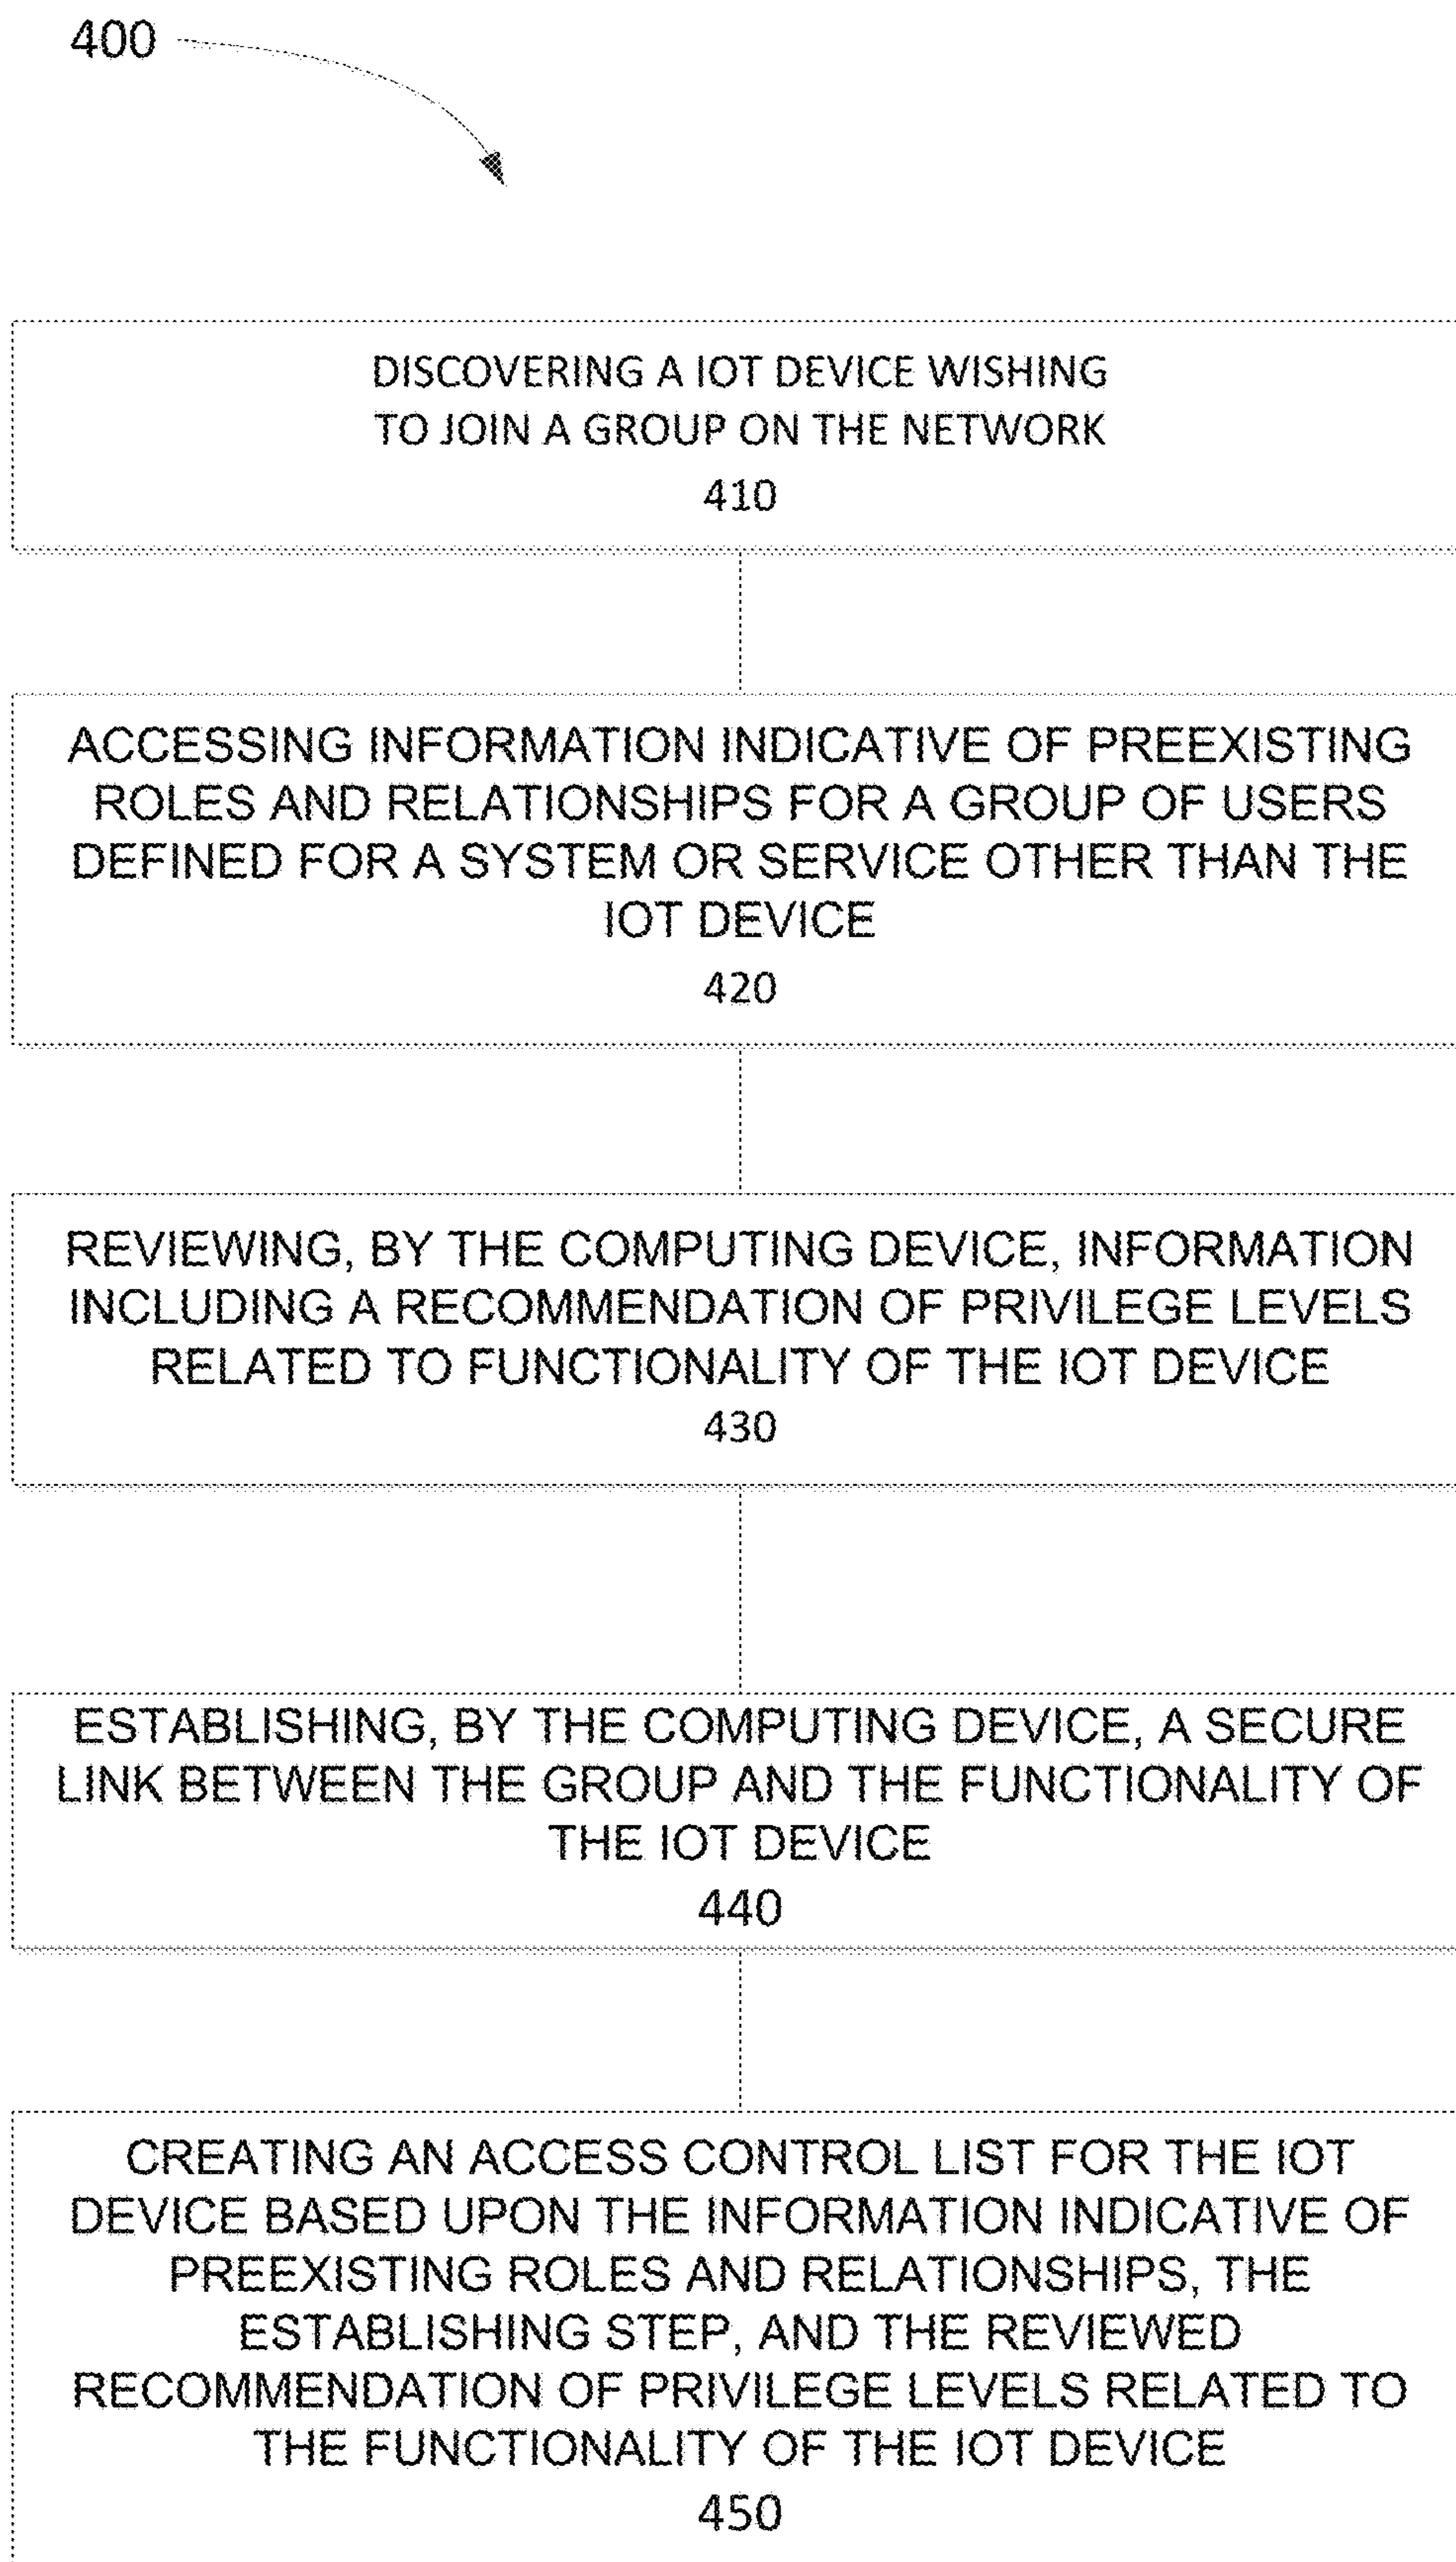 400
DISCOVERING A IOT DEVICE WISHING
TO JOIN A GROUP ON THE NETWORK
410
ACCESSING INFORMATION INDICATIVE OF PREEXISTING
ROLES AND RELATIONSHIPS FOR A GROUP OF USERS
DEFINED FOR A SYSTEM OR SERVICE OTHER THAN THE
IOT DEVICE
420
REVIEWING, BY THE COMPUTING DEVICE, INFORMATION
INCLUDING A RECOMMENDATION OF PRIVILEGE LEVELS
RELATED TO FUNCTIONALITY OF THE IOT DEVICE
430
ESTABLISHING, BY THE COMPUTING DEVICE, A SECURE
LINK BETWEEN THE GROUP AND THE FUNCTIONALITY OF
THE IOT DEVICE
440
CREATING AN ACCESS CONTROL LIST FOR THE IOT
DEVICE BASED UPON THE INFORMATION INDICATIVE OF
PREEXISTING ROLES AND RELATIONSHIPS, THE
ESTABLISHING STEP, AND THE REVIEWED
RECOMMENDATION OF PRIVILEGE LEVELS RELATED TO
THE FUNCTIONALITY OF THE IOT DEVICE
450